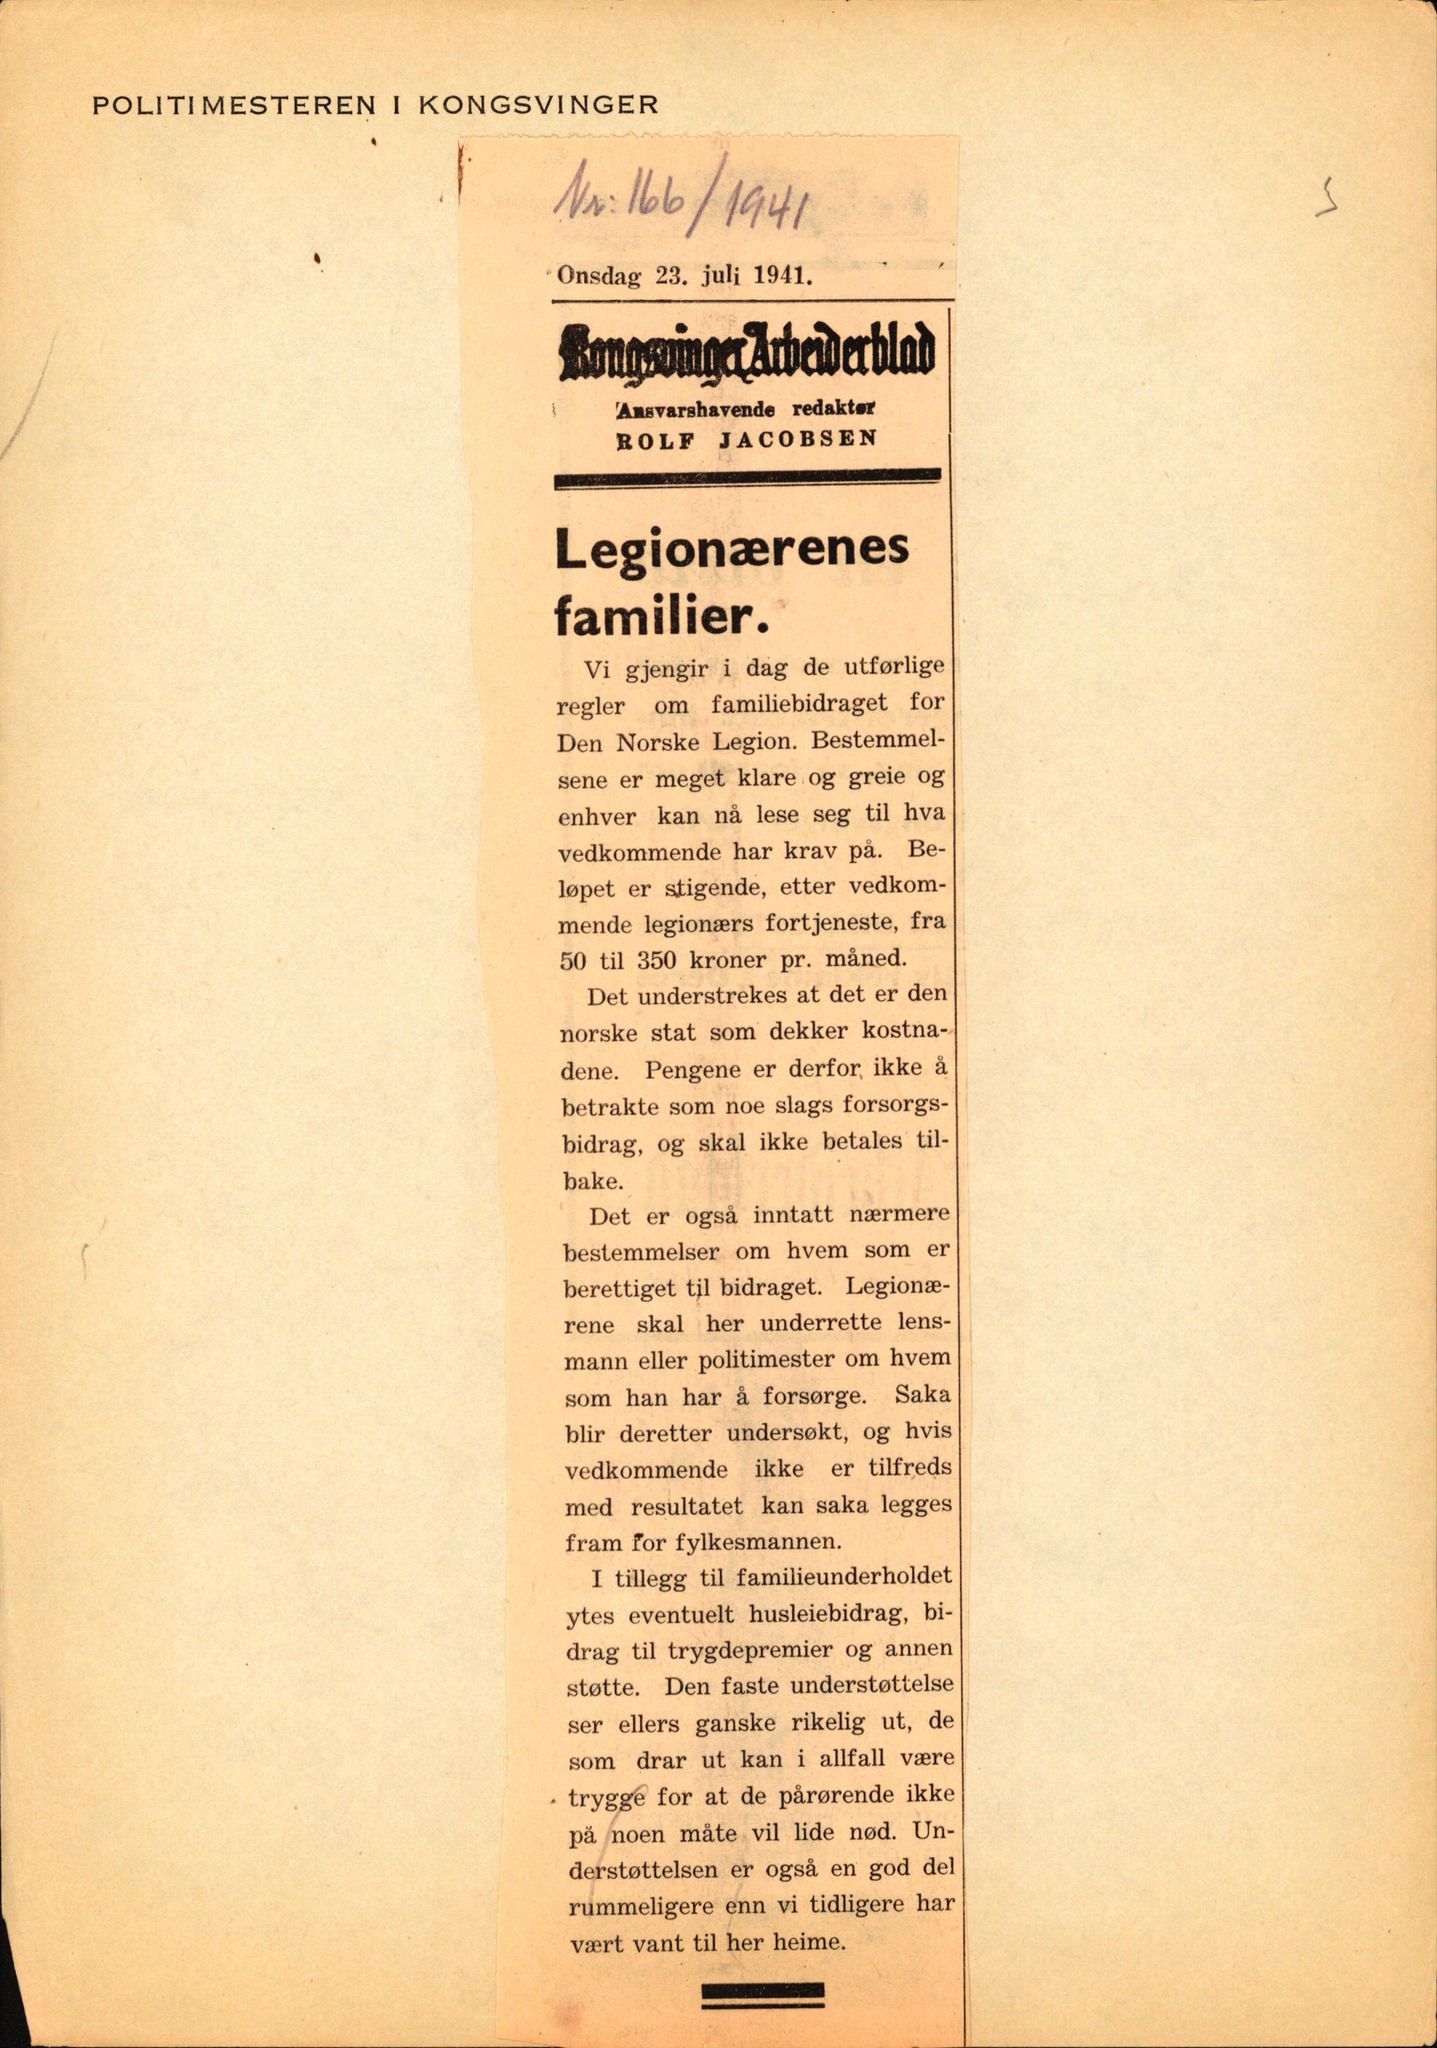 POLITIMESTEREN I KONGSVINGER
Nr: 166/1941
Onsdag 23. juli 1941.
Kongsvinger Arbeiderblad
Ansvarshavende redaktør
ROLF JACOBSEN
Legionærenes
familier.
Vi gjengir i dag de utførlige
regler om familiebidraget for
Den Norske Legion. Bestemmel-
sene er meget klare og greie og
enhver kan nå lese seg til hva
vedkommende har krav på. Be-
løpet er stigende, etter vedkom-
mende legionærs fortjeneste, fra
50 til 350 kroner pr. måned.
Det understrekes at det er den
norske stat som dekker kostna-
dene. Pengene er derfor ikke å
betrakte som noe slags forsorgs-
bidrag, og skal ikke betales til-
bake.
Det er også inntatt nærmere
bestemmelser om hvem som er
berettiget til bidraget. Legionæ-
rene skal her underrette lens-
mann eller politimester om hvem
som han har å forsørge. Saka
blir deretter undersøkt, og hvis
vedkommende ikke er tilfreds
med resultatet kan saka legges
fram for fylkesmannen.
I tillegg til familieunderholdet
ytes eventuelt husleiebidrag, bi-
drag til trygdepremier og annen
støtte. Den faste understøttelse
ser ellers ganske rikelig ut, de
som drar ut kan i allfall være
trygge for at de pårørende ikke
på noen måte vil lide nød. Un-
derstøttelsen er også en god del
rummeligere enn vi tidligere har
vært vant til her heime.